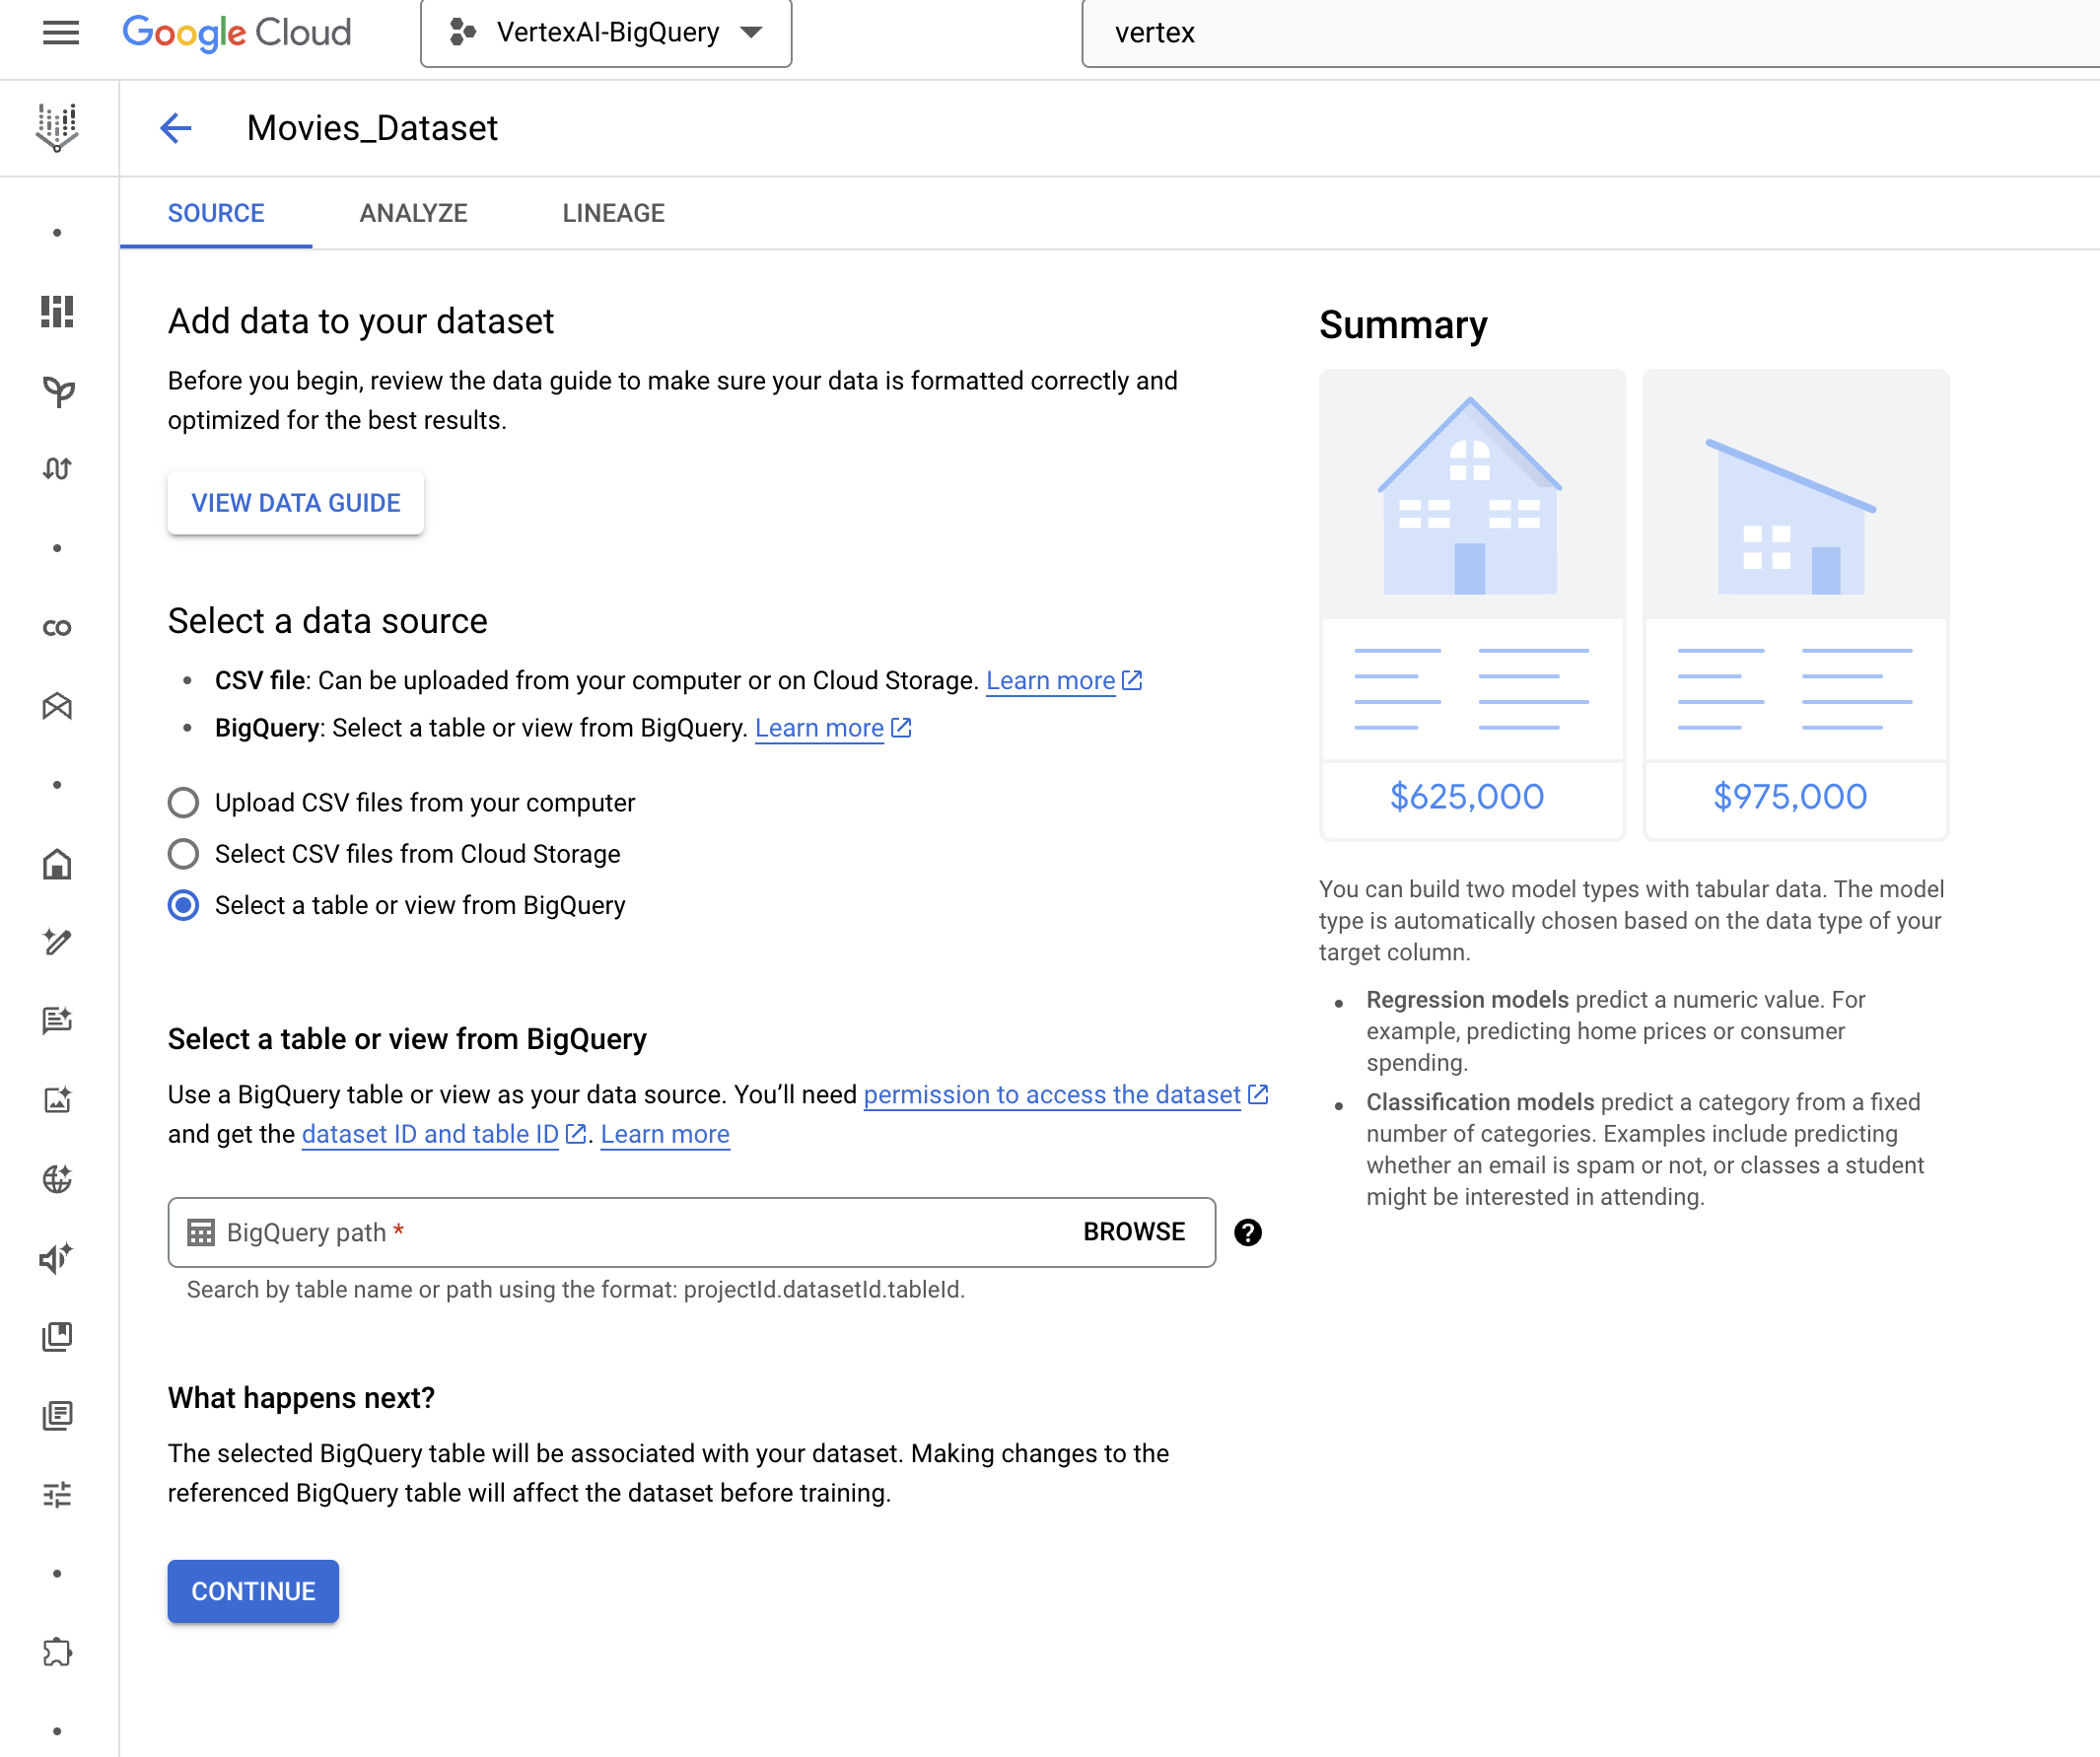 Google Cloud
VertexAI-BigQuery
vertex
Movies_Dataset
SOURCE
ANALYZE
LINEAGE
Add data to your dataset
Before you begin, review the data guide to make sure your data is formatted correctly and
optimized for the best results.
VIEW DATA GUIDE
Select a data source
• CSV file: Can be uploaded from your computer or on Cloud Storage. Learn more
• BigQuery: Select a table or view from BigQuery. Learn more
Upload CSV files from your computer
Select CSV files from Cloud Storage
Select a table or view from BigQuery
Select a table or view from BigQuery
Use a BigQuery table or view as your data source. You’ll need permission to access the dataset
and get the dataset ID and table ID. Learn more
BigQuery path *
BROWSE
Search by table name or path using the format: projectId.datasetId.tableId.
What happens next?
The selected BigQuery table will be associated with your dataset. Making changes to the
referenced BigQuery table will affect the dataset before training.
CONTINUE
Summary
$625,000
$975,000
You can build two model types with tabular data. The model
type is automatically chosen based on the data type of your
target column.
• Regression models predict a numeric value. For
example, predicting home prices or consumer
spending.
• Classification models predict a category from a fixed
number of categories. Examples include predicting
whether an email is spam or not, or classes a student
might be interested in attending.